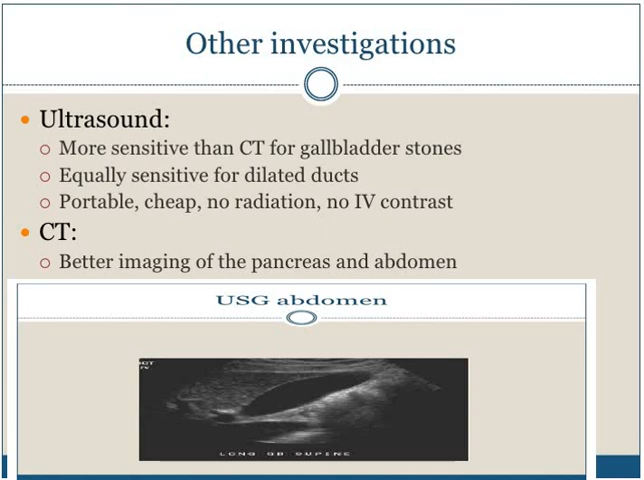 Other investigations
Ultrasound:
More sensitive than CT for gallbladder stones
Equally sensitive for dilated ducts
Portable, cheap, no radiation, no IV contrast
CT:
Better imaging of the pancreas and abdomen
USG abdomen
LONG GB SUPINE